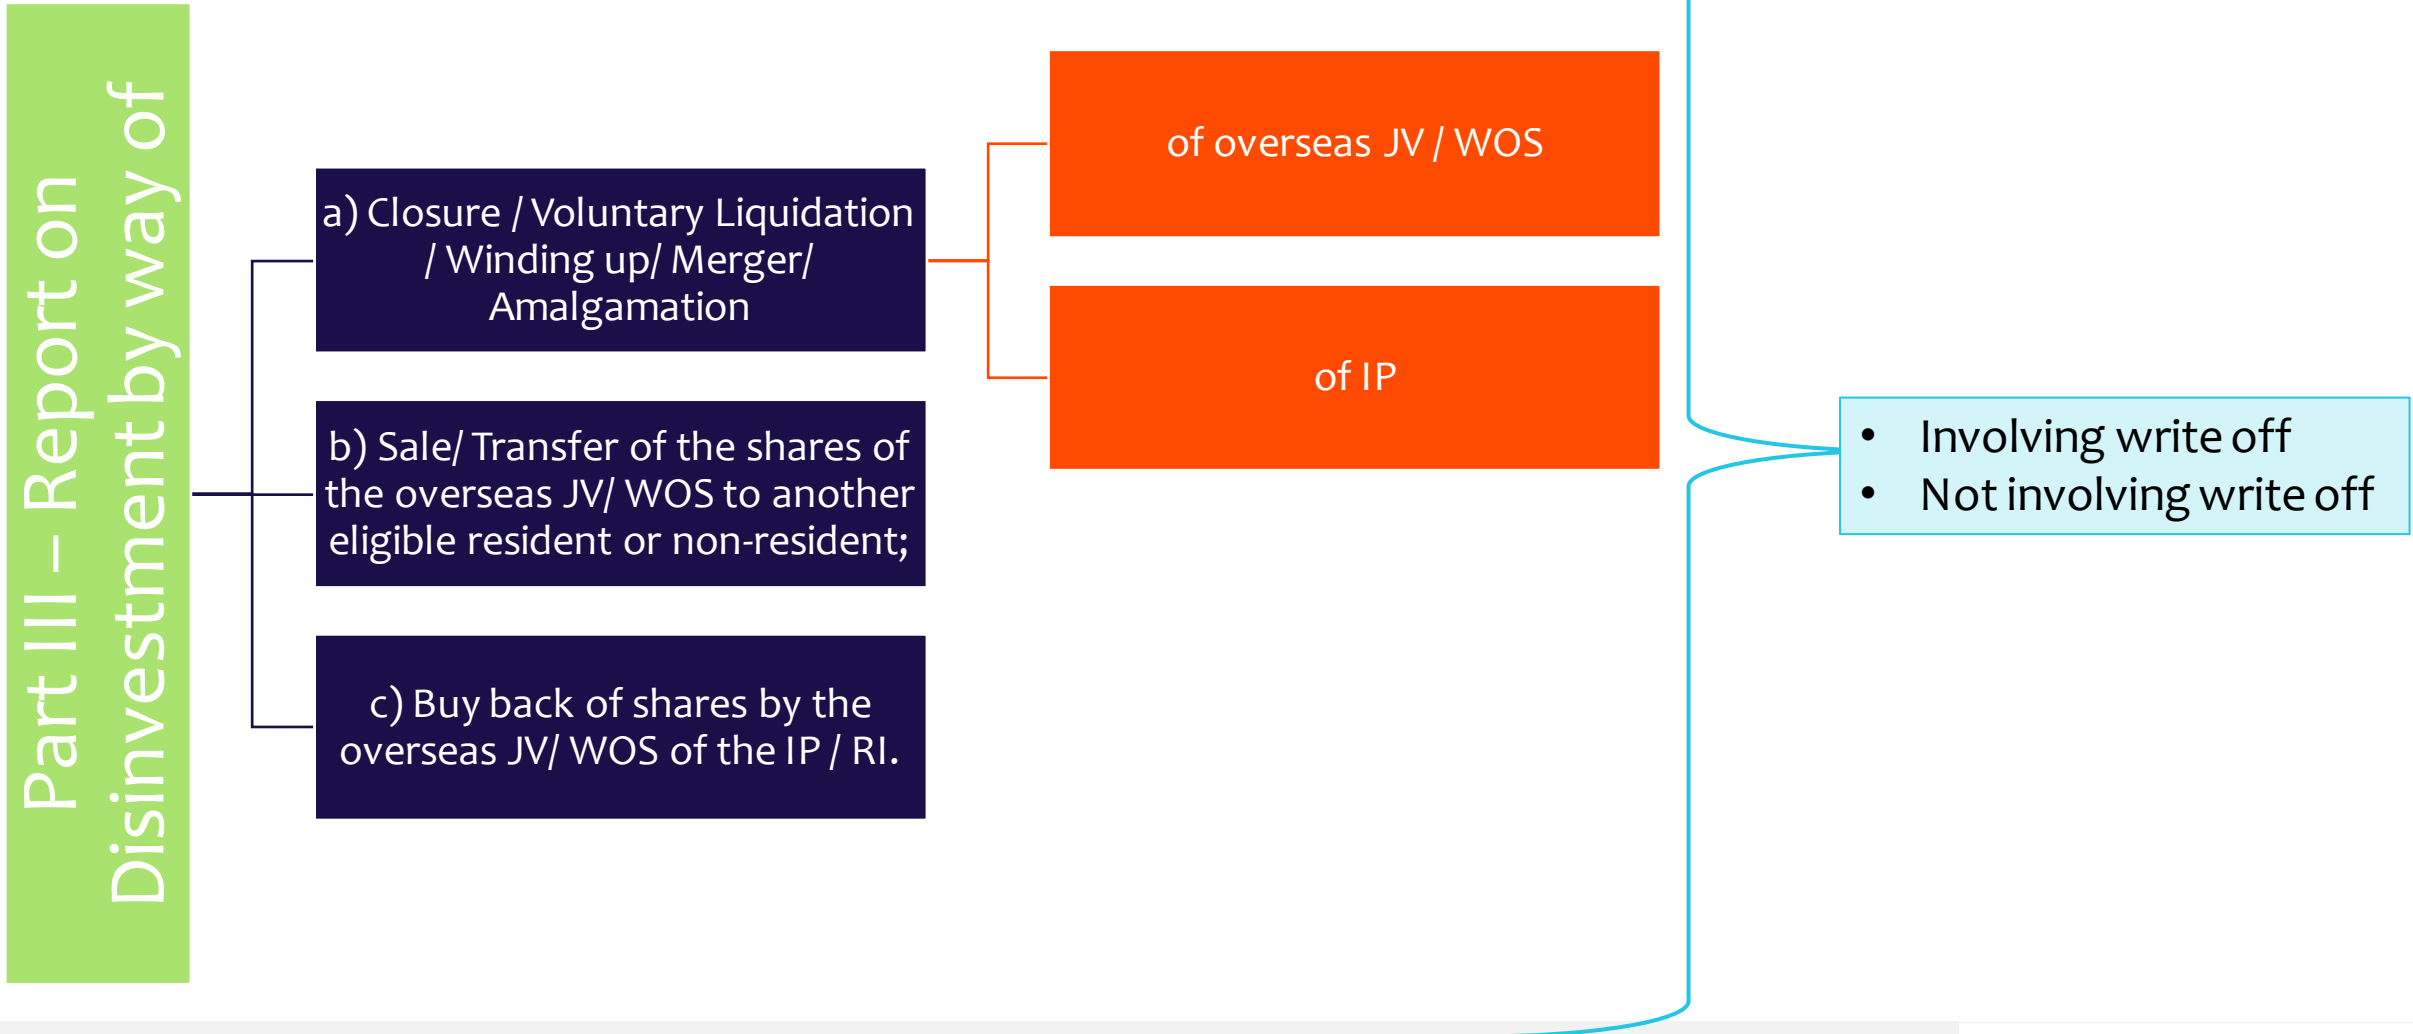 Part III – Report on
Disinvestment by way of
a) Closure / Voluntary Liquidation
/ Winding up/ Merger/
Amalgamation
of overseas JV / WOS
of IP
b) Sale/ Transfer of the shares of
the overseas JV/ WOS to another
eligible resident or non-resident;
c) Buy back of shares by the
overseas JV/ WOS of the IP / RI.
• Involving write off
• Not involving write off